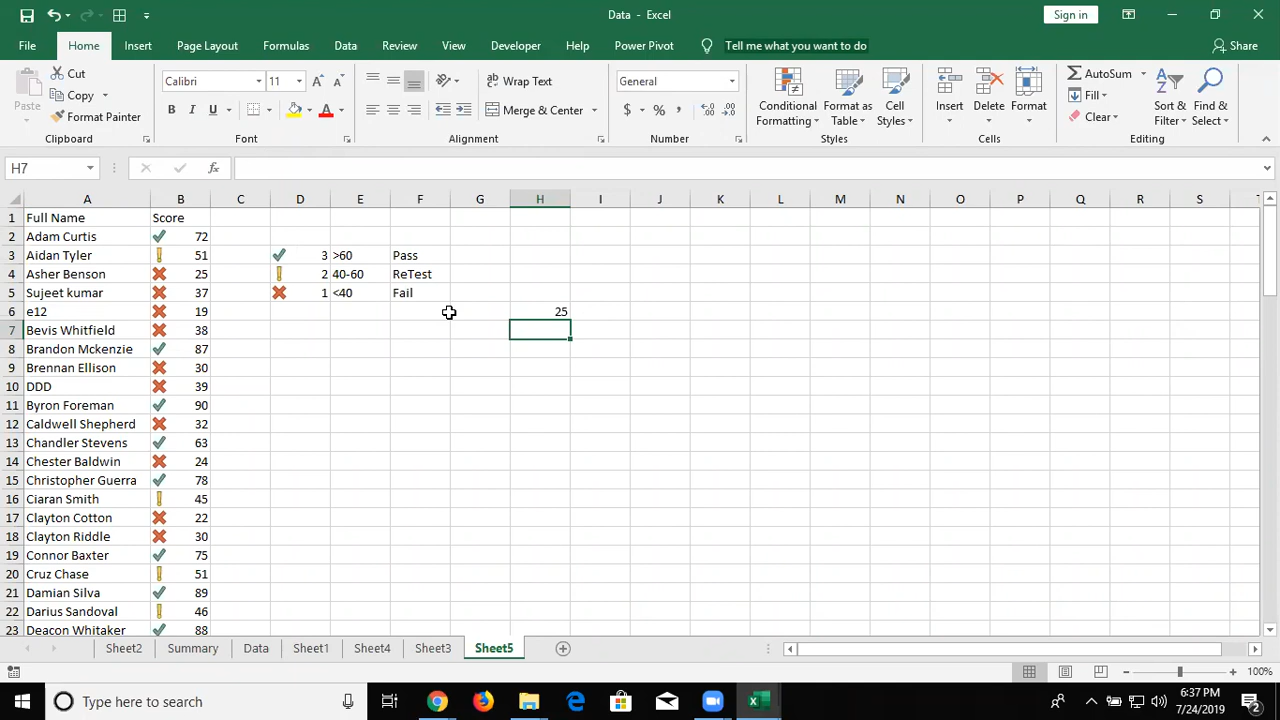 Data - Excel
Sign in
File Home Insert Page Layout Formulas Data Review View Developer Help Power Pivot Tell me what you want to do Share
Paste
Cut
Copy
Format Painter
Clipboard
Calibri 11
B I U
Font
Wrap Text
Merge & Center
Alignment
General
$ % ,
Number
Conditional Formatting
Format as Table
Cell Styles
Styles
Insert
Delete
Format
Cells
AutoSum
Fill
Clear
Sort & Filter
Find & Select
Editing
H7
fx
A B C D E F G H I J K L M N O P Q R S
1 Full Name Score
2 Adam Curtis 72
3 Aidan Tyler 51 3 >60 Pass
4 Asher Benson 25 2 40-60 ReTest
5 Sujeet kumar 37 1 <40 Fail
6 e12 19 25
7 Bevis Whitfield 38
8 Brandon Mckenzie 87
9 Brennan Ellison 30
10 DDD 39
11 Byron Foreman 90
12 Caldwell Shepherd 32
13 Chandler Stevens 63
14 Chester Baldwin 24
15 Christopher Guerra 78
16 Ciaran Smith 45
17 Clayton Cotton 22
18 Clayton Riddle 30
19 Connor Baxter 75
20 Cruz Chase 51
21 Damian Silva 89
22 Darius Sandoval 46
23 Deacon Whitaker 88
Sheet2 Summary Data Sheet1 Sheet4 Sheet3 Sheet5
100%
Type here to search
6:37 PM
7/24/2019
2